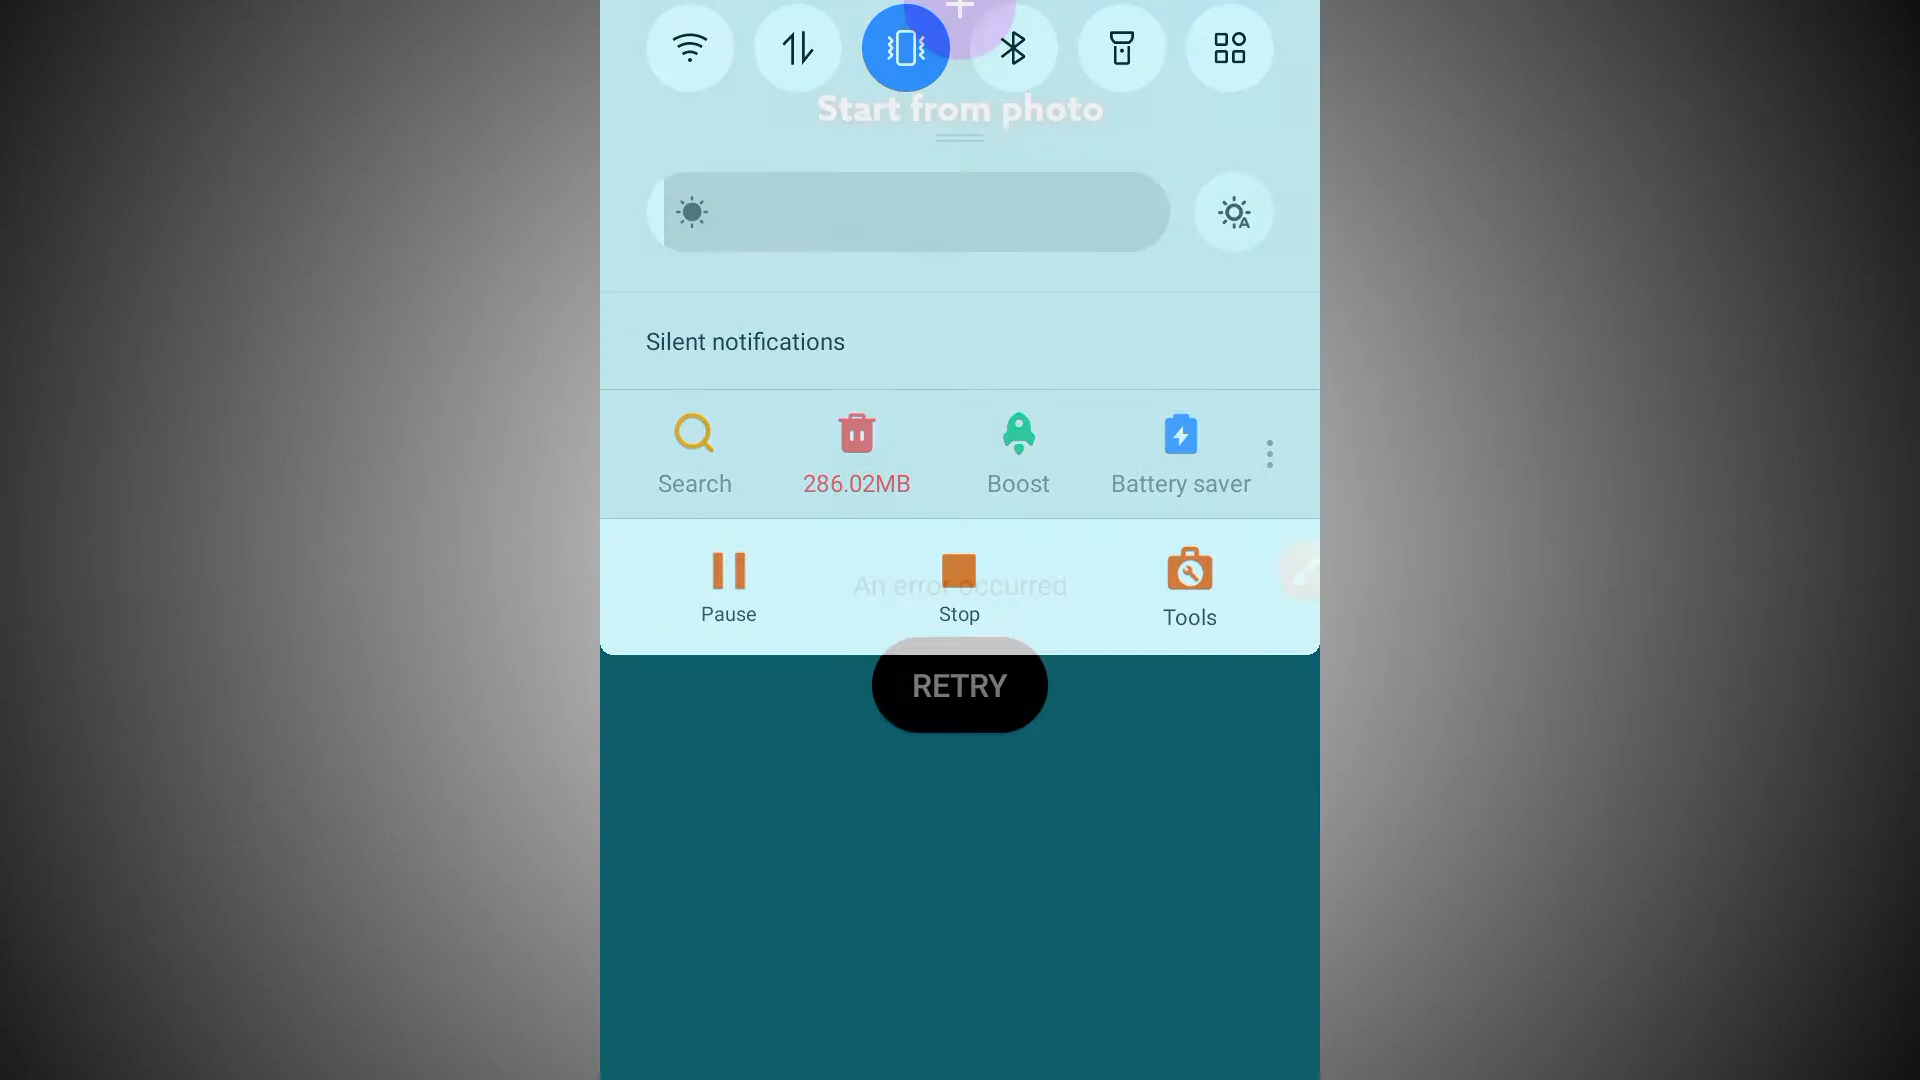 Start from photo
Silent notifications
Search
286.02MB
Boost
Battery saver
An error occurred
Pause
Stop
Tools
RETRY